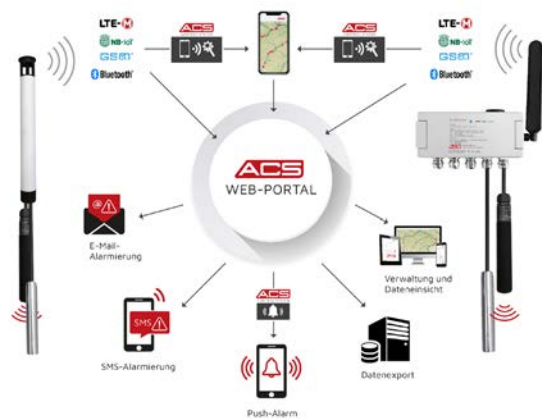 LTE-M
NB-IoT
GSM
Bluetooth
ACS
ACS
LTE-M
NB-IoT
GSM
Bluetooth
ACS
WEB-PORTAL
E-Mail-
Alarmierung
SMS
SMS-Alarmierung
ACS
Push-Alarm
Verwaltung und
Dateneinsicht
Datenexport